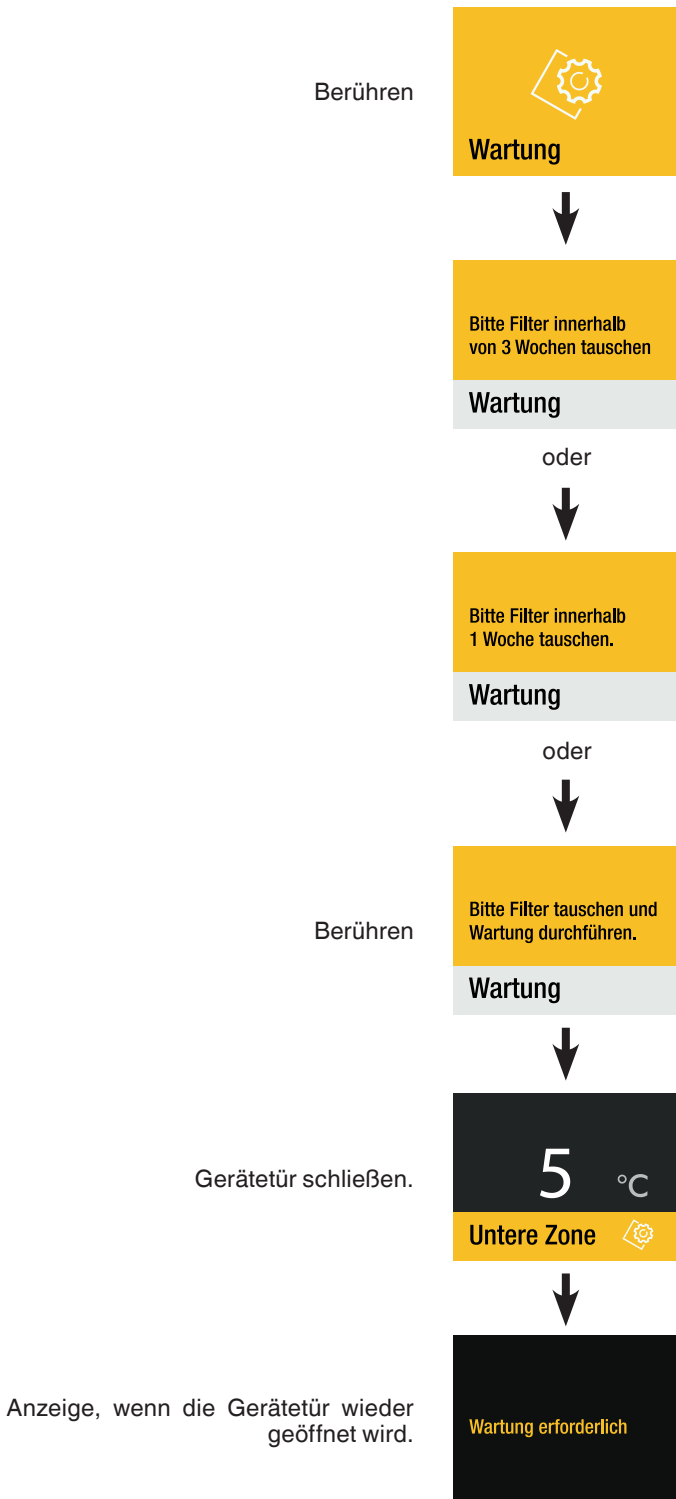 Berühren
Wartung
Bitte Filter innerhalb
von 3 Wochen tauschen
Wartung
oder
Bitte Filter innerhalb
1 Woche tauschen.
Wartung
oder
Berühren
Bitte Filter tauschen und
Wartung durchführen.
Wartung
Gerätetür schließen.
5 °C
Untere Zone
Anzeige, wenn die Gerätetür wieder
geöffnet wird.
Wartung erforderlich